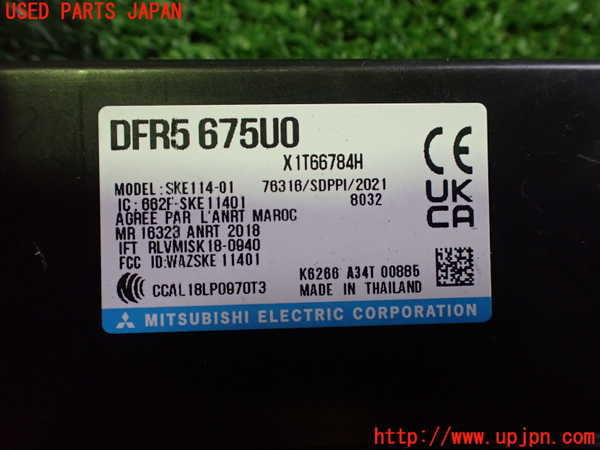 USED PARTS JAPAN
DFR5 675U0
X1T66784H
MODEL: SKE114-01 76316/SDPPI/2021
IC: 662F-SKE11401 8032
AGREE PAR L'ANRT MAROC
MR 16323 ANRT 2018
IFT RLVMISK18-0940
FCC ID:WAZSKE11401
CCAL18LP0970T3
K6266 A34T 00885
MADE IN THAILAND
CE
UK
CA
MITSUBISHI ELECTRIC CORPORATION
http://www.upjpn.com/